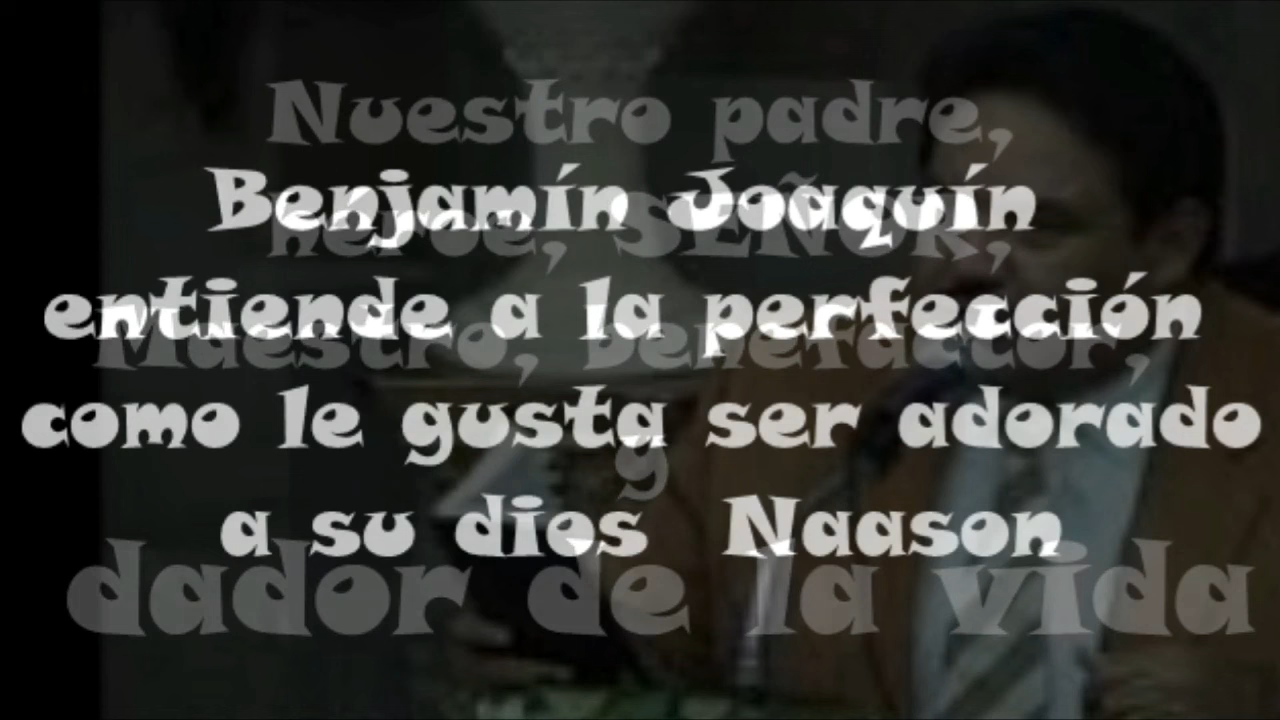 Nuestro padre,
Benjamín Joaquín
héroe, SEÑOR,
entiende a la perfección
Maestro, benefactor,
como le gusta ser adorado
y
a su dios Naason
dador de la vida